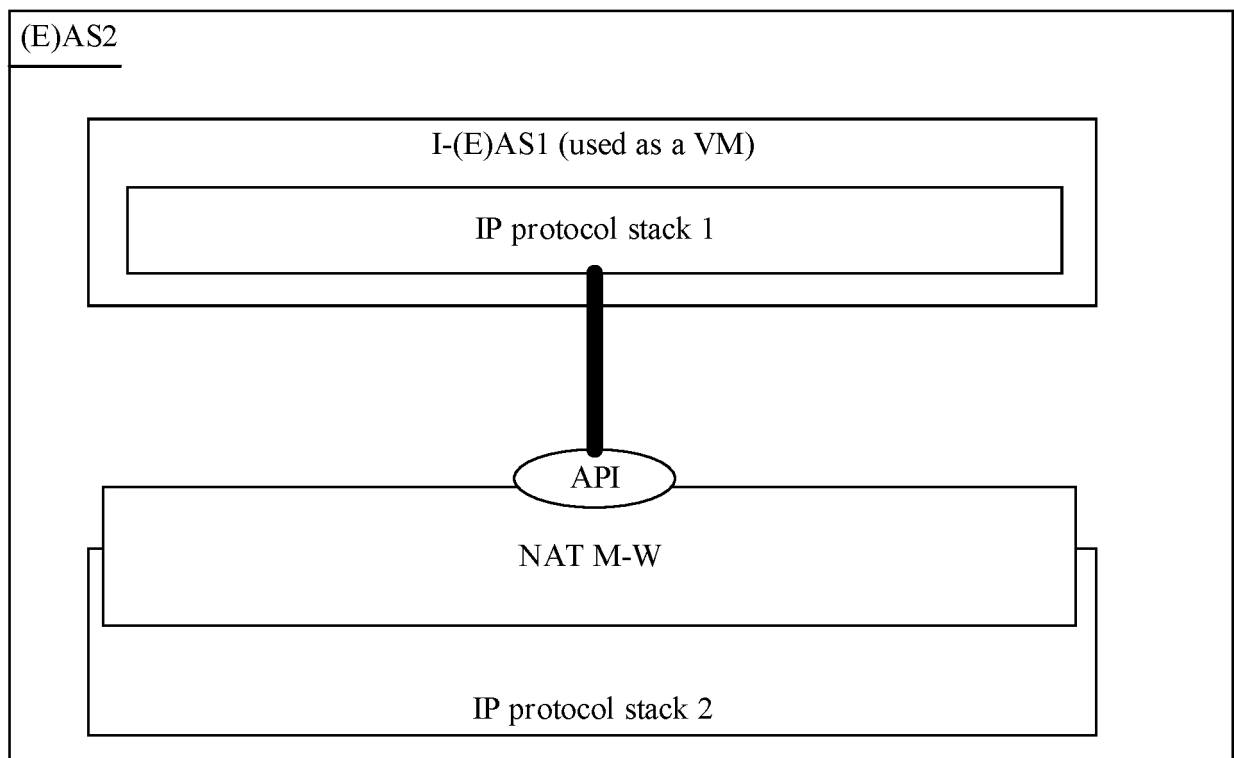 (E)AS2
I-(E)AS1 (used as a VM)
IP protocol stack 1
API
NAT M-W
IP protocol stack 2